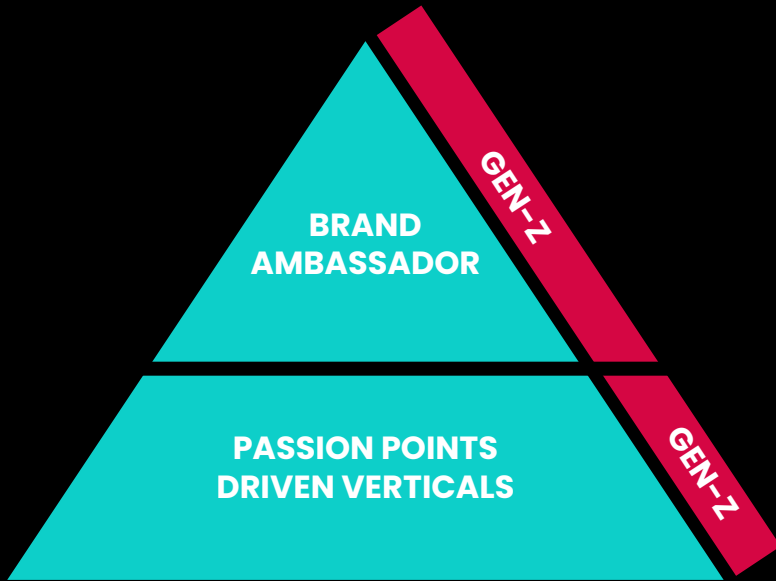 BRAND
AMBASSADOR
GEN-Z
PASSION POINTS
DRIVEN VERTICALS
GEN-Z